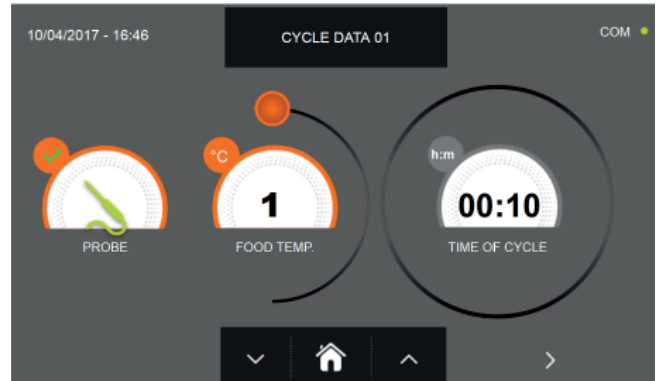 10/04/2017 - 16:46
CYCLE DATA 01
COM
°C
h:m
1
00:10
PROBE
FOOD TEMP.
TIME OF CYCLE